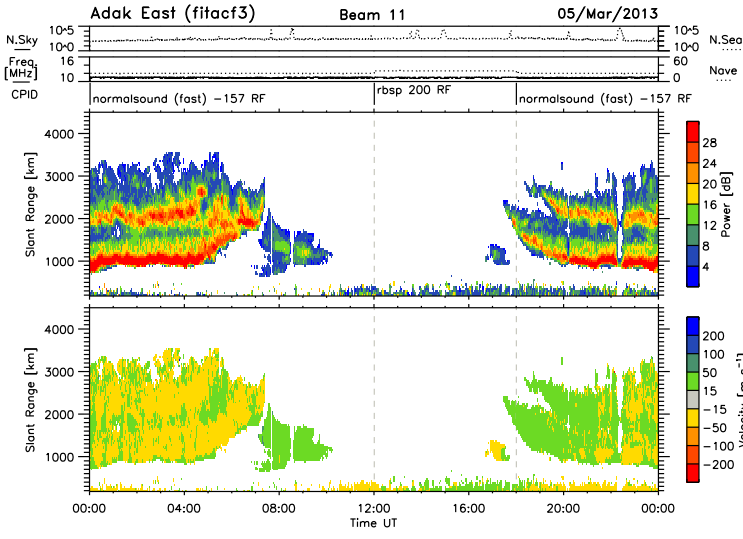 Adak East (fitacf3) Beam 11 05/Mar/2013
N.Sky 10^5 10^0 10^5 10^0 N.Sea
Freq. [MHz] 16 10 60 0 Nave
CPID normalsound (fast) -157 RF rbsp 200 RF normalsound (fast) -157 RF
Slant Range [km] 4000 3000 2000 1000
28 24 20 16 12 8 4 Power [dB]
Slant Range [km] 4000 3000 2000 1000
200 100 50 15 -15 -50 -100 -200 Velocity [m s^-1]
00:00 04:00 08:00 12:00 16:00 20:00 00:00
Time UT